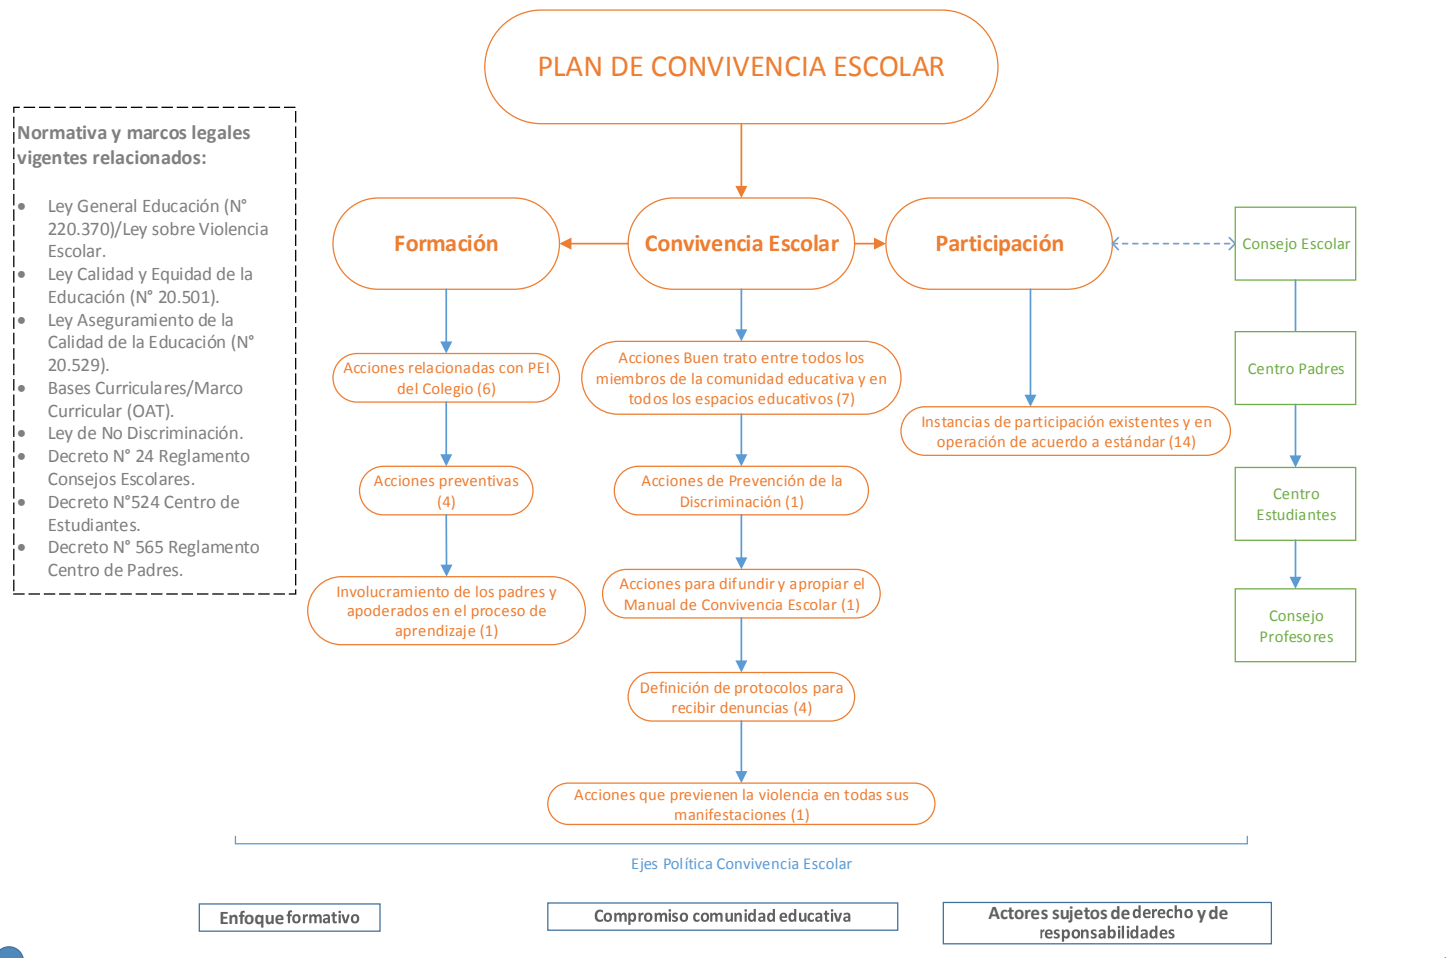 PLAN DE CONVIVENCIA ESCOLAR
Normativa y marcos legales
vigentes relacionados:
• Ley General Educación (N°
220.370)/Ley sobre Violencia
Escolar.
• Ley Calidad y Equidad de la
Educación (N° 20.501).
• Ley Aseguramiento de la
Calidad de la Educación (N°
20.529).
• Bases Curriculares/Marco
Curricular (OAT).
• Ley de No Discriminación.
• Decreto N° 24 Reglamento
Consejos Escolares.
• Decreto N°524 Centro de
Estudiantes.
• Decreto N° 565 Reglamento
Centro de Padres.
Formación
Acciones relacionadas con PEI
del Colegio (6)
Acciones preventivas
(4)
Involucramiento de los padres y
apoderados en el proceso de
aprendizaje (1)
Convivencia Escolar
Acciones Buen trato entre todos los
miembros de la comunidad educativa y en
todos los espacios educativos (7)
Acciones de Prevención de la
Discriminación (1)
Acciones para difundir y apropiar el
Manual de Convivencia Escolar (1)
Definición de protocolos para
recibir denuncias (4)
Acciones que previenen la violencia en todas sus
manifestaciones (1)
Participación
Instancias de participación existentes y en
operación de acuerdo a estándar (14)
Consejo Escolar
Centro Padres
Centro
Estudiantes
Consejo
Profesores
Ejes Política Convivencia Escolar
Enfoque formativo
Compromiso comunidad educativa
Actores sujetos de derecho y de
responsabilidades